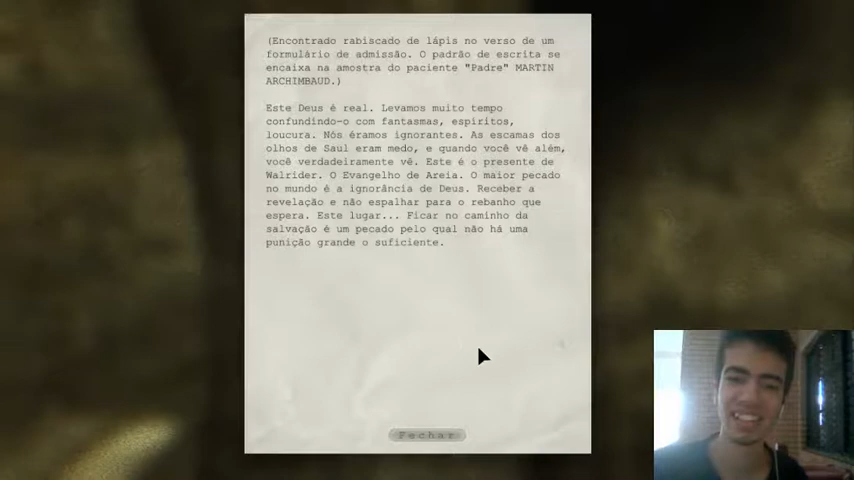 (Encontrado rabiscado de lápis no verso de um
formulário de admissão. O padrão de escrita se
encaixa na amostra do paciente "Padre" MARTIN
ARCHIMBAUD.)
Este Deus é real. Levamos muito tempo
confundindo-o com fantasmas, espíritos,
loucura. Nós éramos ignorantes. As escamas dos
olhos de Saul eram medo, e quando você vê além,
você verdadeiramente vê. Este é o presente de
Walrider. O Evangelho de Areia. O maior pecado
no mundo é a ignorância de Deus. Receber a
revelação e não espalhar para o rebanho que
espera. Este lugar... Ficar no caminho da
salvação é um pecado pelo qual não há uma
punição grande o suficiente.
Fechar